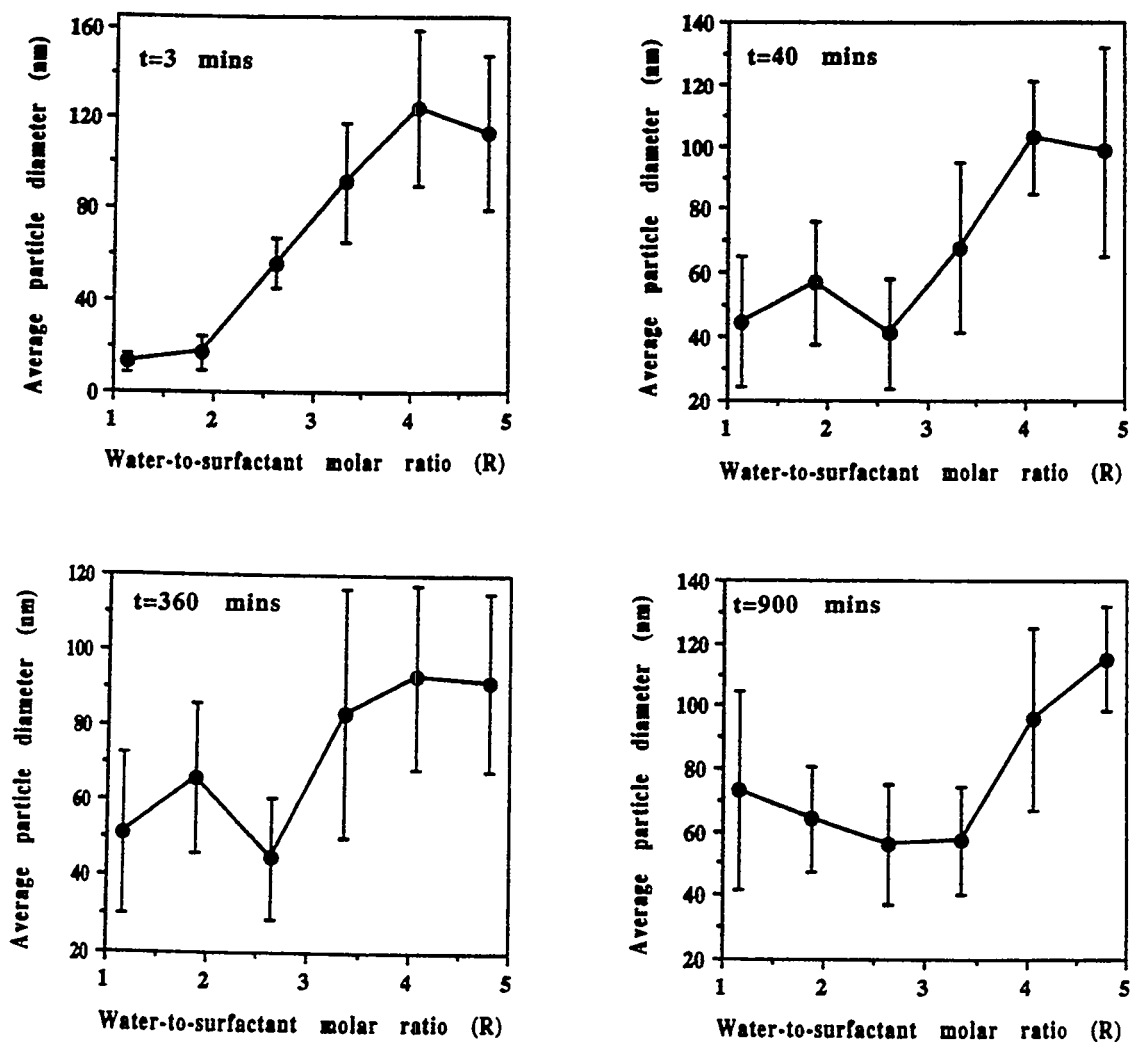 t=3 mins
Average particle diameter (nm)
160
120
80
40
0
1 2 3 4 5
Water-to-surfactant molar ratio (R)
t=40 mins
Average particle diameter (nm)
140
120
100
80
60
40
20
1 2 3 4 5
Water-to-surfactant molar ratio (R)
t=360 mins
Average particle diameter (nm)
120
100
80
60
40
20
1 2 3 4 5
Water-to-surfactant molar ratio (R)
t=900 mins
Average particle diameter (nm)
140
120
100
80
60
40
20
1 2 3 4 5
Water-to-surfactant molar ratio (R)